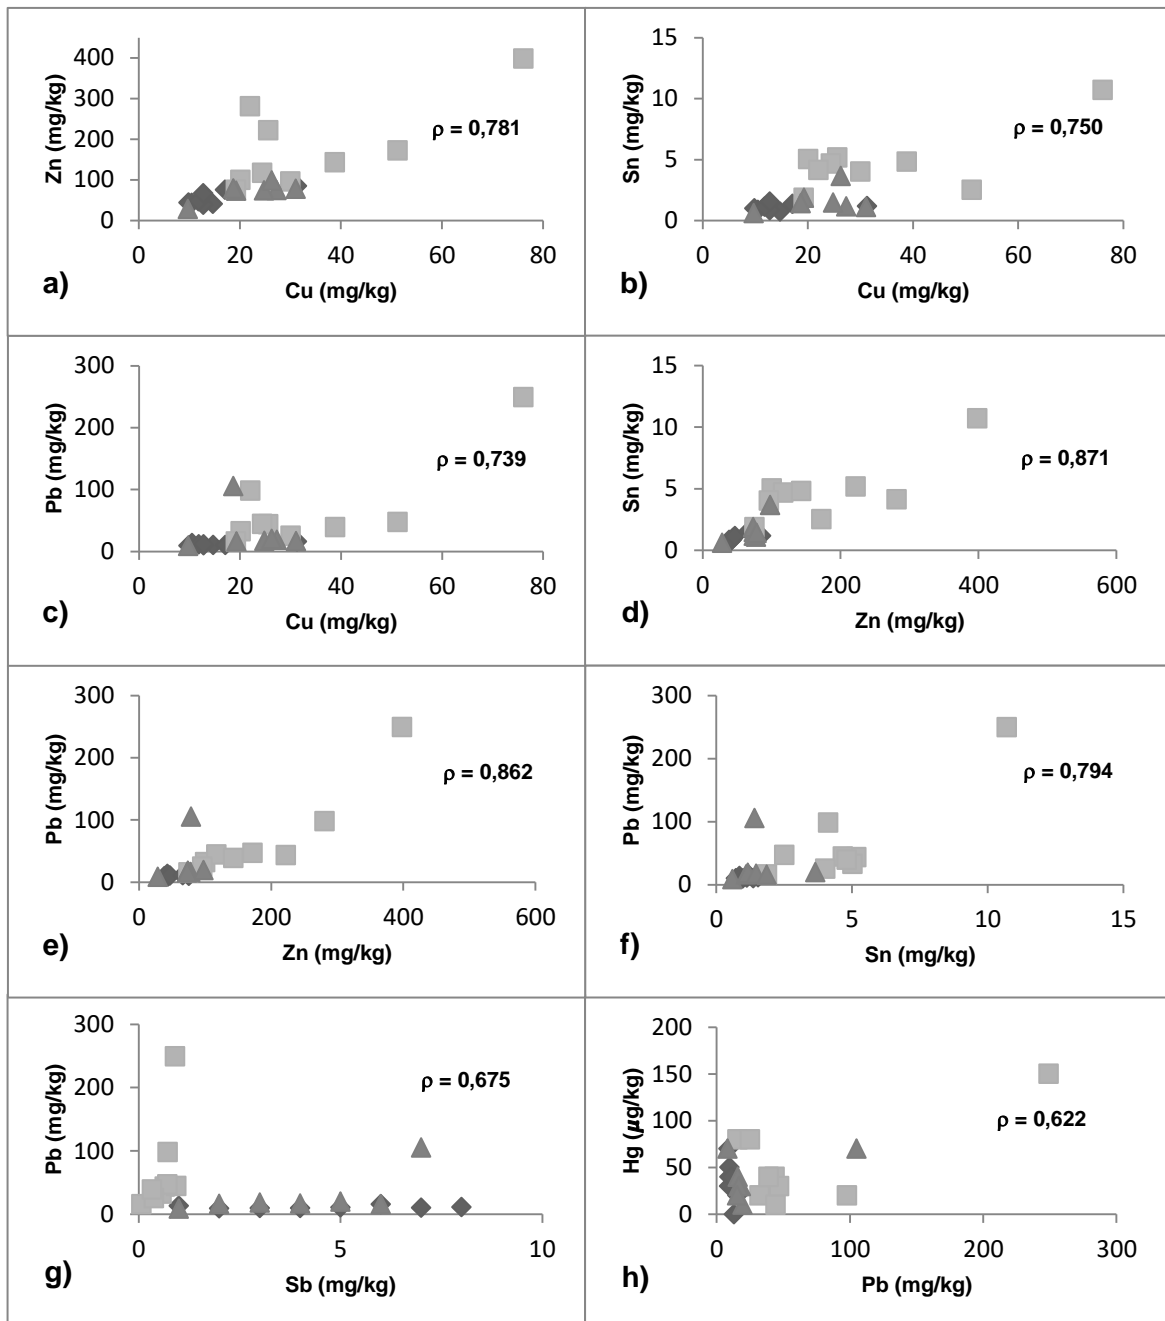 400
300
200
100
0
Zn (mg/kg)
ρ = 0,781
0 20 40 60 80
Cu (mg/kg)
a)
15
10
5
0
Sn (mg/kg)
ρ = 0,750
0 20 40 60 80
Cu (mg/kg)
b)
300
200
100
0
Pb (mg/kg)
ρ = 0,739
0 20 40 60 80
Cu (mg/kg)
c)
15
10
5
0
Sn (mg/kg)
ρ = 0,871
0 200 400 600
Zn (mg/kg)
d)
300
200
100
0
Pb (mg/kg)
ρ = 0,862
0 200 400 600
Zn (mg/kg)
e)
300
200
100
0
Pb (mg/kg)
ρ = 0,794
0 5 10 15
Sn (mg/kg)
f)
300
200
100
0
Pb (mg/kg)
ρ = 0,675
0 5 10
Sb (mg/kg)
g)
200
150
100
50
0
Hg (µg/kg)
ρ = 0,622
0 100 200 300
Pb (mg/kg)
h)